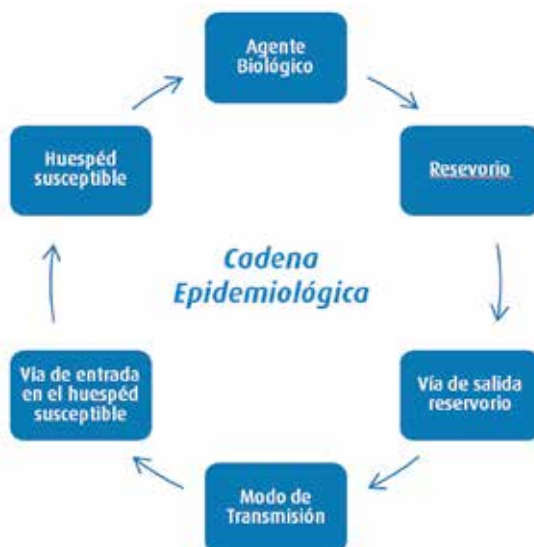 Agente
Biológico
Resevorio
Vía de salida
reservorio
Modo de
Transmisión
Vía de entrada
en el huespéd
susceptible
Huespéd
susceptible
Cadena
Epidemiológica